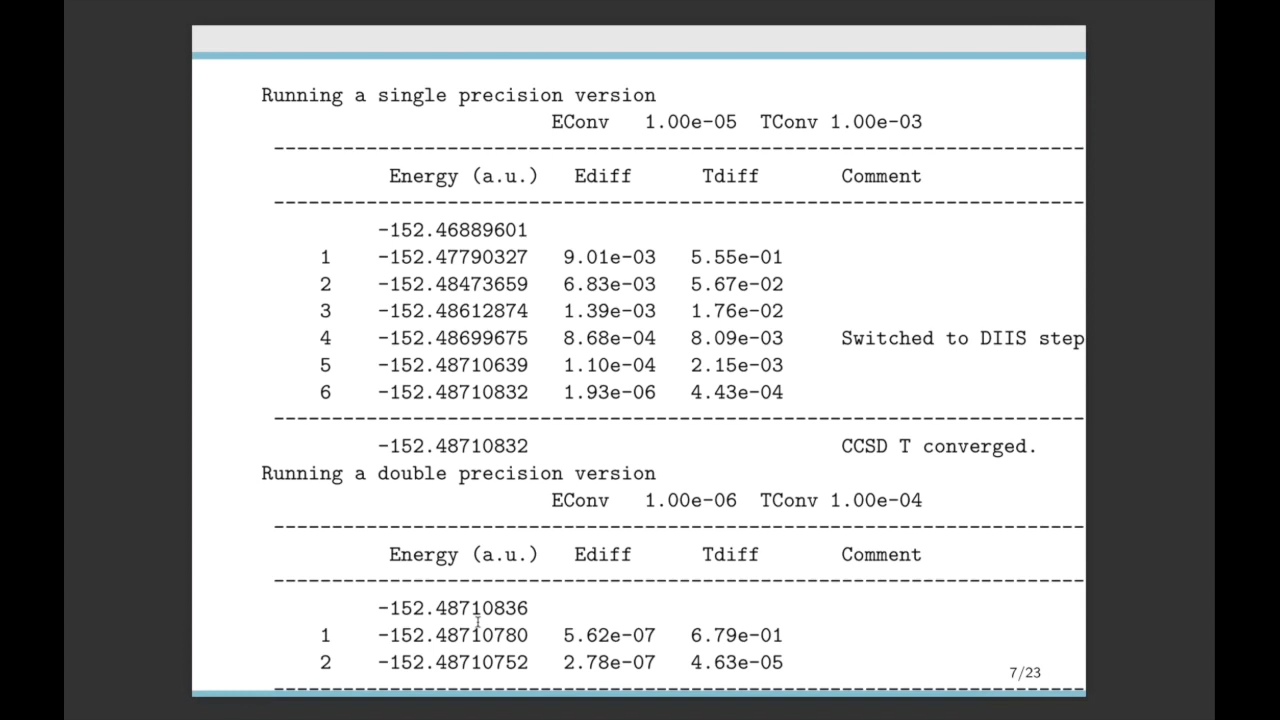 Running a single precision version
EConv 1.00e-05 TConv 1.00e-03
--------------------------------------------------------------------------------
Energy (a.u.) Ediff Tdiff Comment
--------------------------------------------------------------------------------
-152.46889601
1 -152.47790327 9.01e-03 5.55e-01
2 -152.48473659 6.83e-03 5.67e-02
3 -152.48612874 1.39e-03 1.76e-02
4 -152.48699675 8.68e-04 8.09e-03 Switched to DIIS step
5 -152.48710639 1.10e-04 2.15e-03
6 -152.48710832 1.93e-06 4.43e-04
--------------------------------------------------------------------------------
-152.48710832 CCSD T converged.
Running a double precision version
EConv 1.00e-06 TConv 1.00e-04
--------------------------------------------------------------------------------
Energy (a.u.) Ediff Tdiff Comment
--------------------------------------------------------------------------------
-152.48710836
1 -152.48710780 5.62e-07 6.79e-01
2 -152.48710752 2.78e-07 4.63e-05
7/23
--------------------------------------------------------------------------------